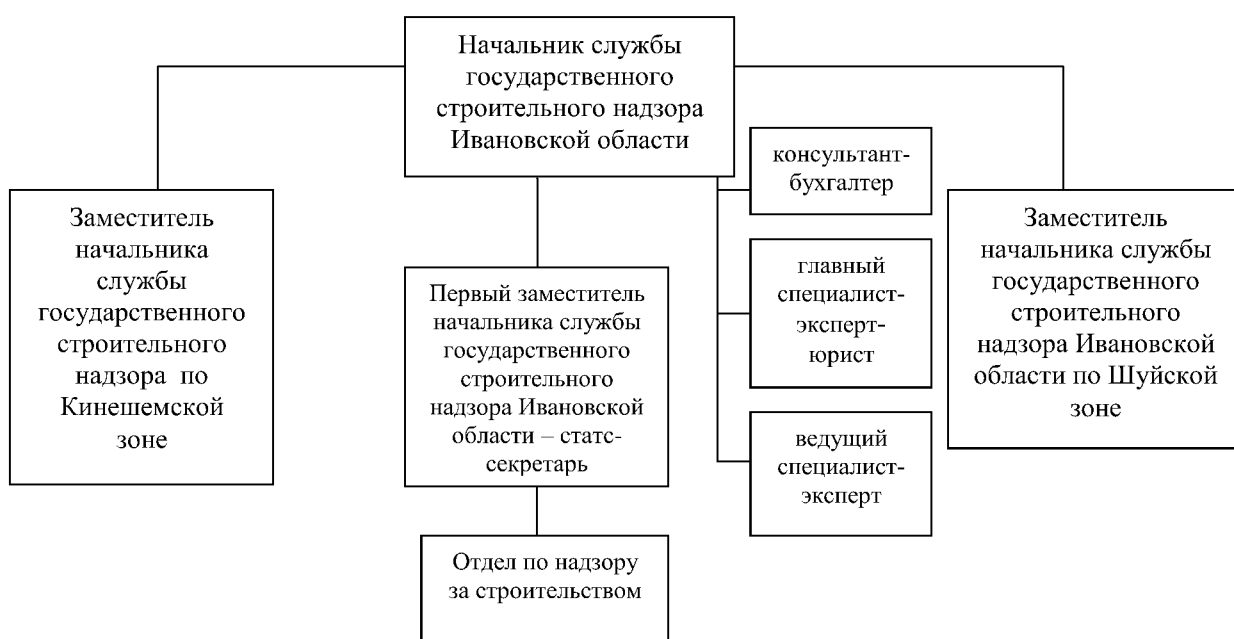 Начальник службы
государственного
строительного надзора
Ивановской области
Заместитель
начальника
службы
государственного
строительного
надзора по
Кинешемской
зоне
Первый заместитель
начальника службы
государственного
строительного
надзора Ивановской
области – статс-
секретарь
Отдел по надзору
за строительством
консультант-
бухгалтер
главный
специалист-
эксперт-
юрист
ведущий
специалист-
эксперт
Заместитель
начальника службы
государственного
строительного
надзора Ивановской
области по Шуйской
зоне